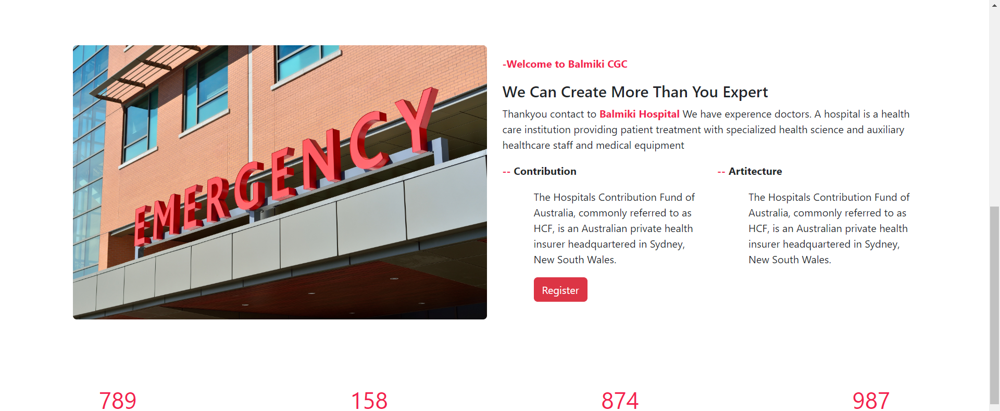 EMERGENCY
-Welcome to Balmiki CGC
We Can Create More Than You Expert
Thankyou contact to Balmiki Hospital We have experence doctors. A hospital is a health
care institution providing patient treatment with specialized health science and auxiliary
healthcare staff and medical equipment
-- Contribution
The Hospitals Contribution Fund of
Australia, commonly referred to as
HCF, is an Australian private health
insurer headquartered in Sydney,
New South Wales.
Register
-- Artitecture
The Hospitals Contribution Fund of
Australia, commonly referred to as
HCF, is an Australian private health
insurer headquartered in Sydney,
New South Wales.
789
158
874
987